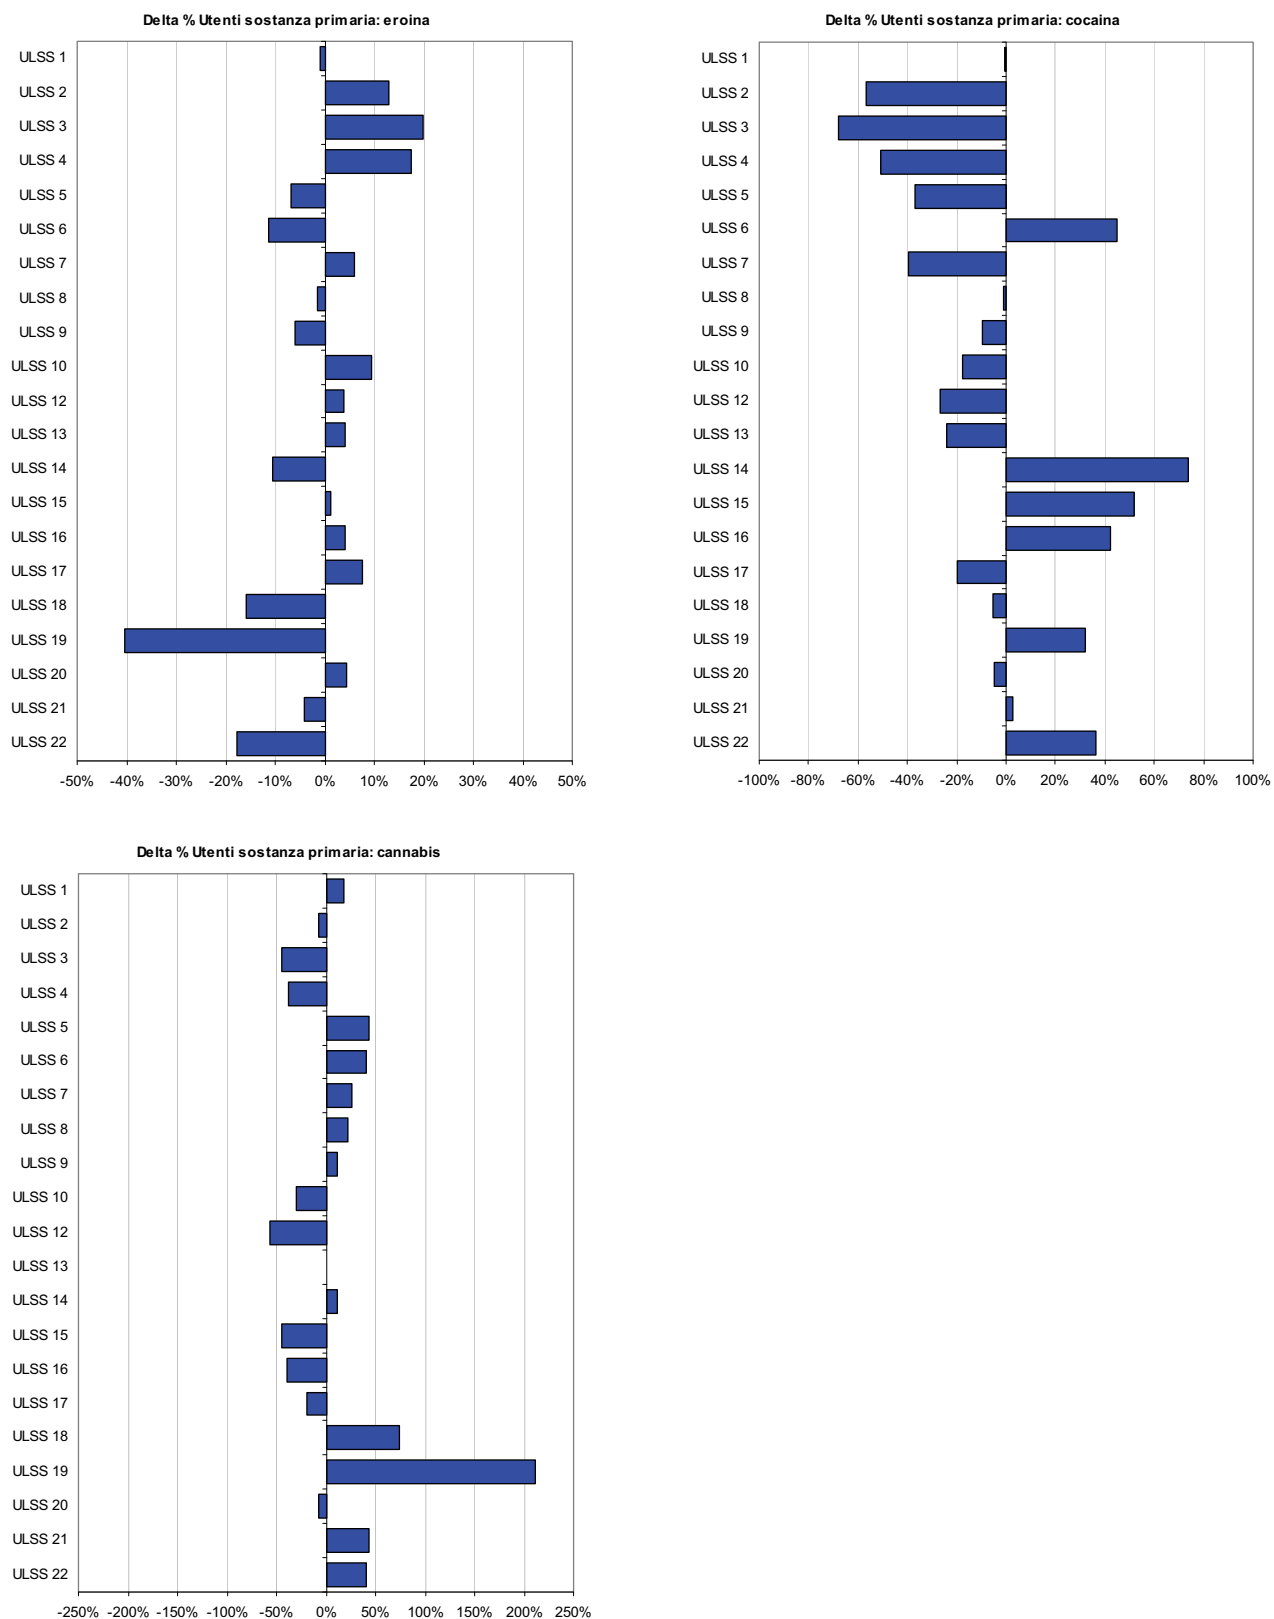 Delta % Utenti sostanza primaria: eroina
ULSS 1
ULSS 2
ULSS 3
ULSS 4
ULSS 5
ULSS 6
ULSS 7
ULSS 8
ULSS 9
ULSS 10
ULSS 12
ULSS 13
ULSS 14
ULSS 15
ULSS 16
ULSS 17
ULSS 18
ULSS 19
ULSS 20
ULSS 21
ULSS 22
-50% -40% -30% -20% -10% 0% 10% 20% 30% 40% 50%
Delta % Utenti sostanza primaria: cocaina
ULSS 1
ULSS 2
ULSS 3
ULSS 4
ULSS 5
ULSS 6
ULSS 7
ULSS 8
ULSS 9
ULSS 10
ULSS 12
ULSS 13
ULSS 14
ULSS 15
ULSS 16
ULSS 17
ULSS 18
ULSS 19
ULSS 20
ULSS 21
ULSS 22
-100% -80% -60% -40% -20% 0% 20% 40% 60% 80% 100%
Delta % Utenti sostanza primaria: cannabis
ULSS 1
ULSS 2
ULSS 3
ULSS 4
ULSS 5
ULSS 6
ULSS 7
ULSS 8
ULSS 9
ULSS 10
ULSS 12
ULSS 13
ULSS 14
ULSS 15
ULSS 16
ULSS 17
ULSS 18
ULSS 19
ULSS 20
ULSS 21
ULSS 22
-250% -200% -150% -100% -50% 0% 50% 100% 150% 200% 250%